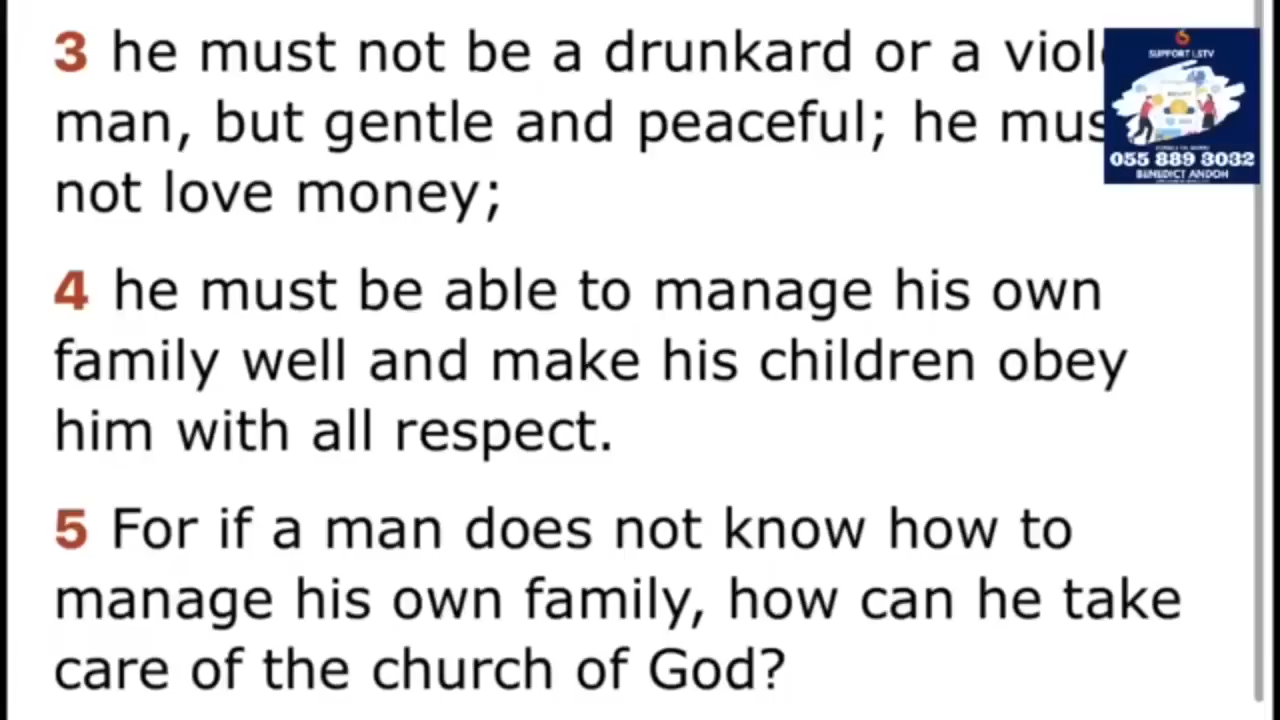 3 he must not be a drunkard or a viol
man, but gentle and peaceful; he mus
not love money;
4 he must be able to manage his own
family well and make his children obey
him with all respect.
5 For if a man does not know how to
manage his own family, how can he take
care of the church of God?
SUPPORT LSTV
055 889 3032
BENEDICT ANDOH